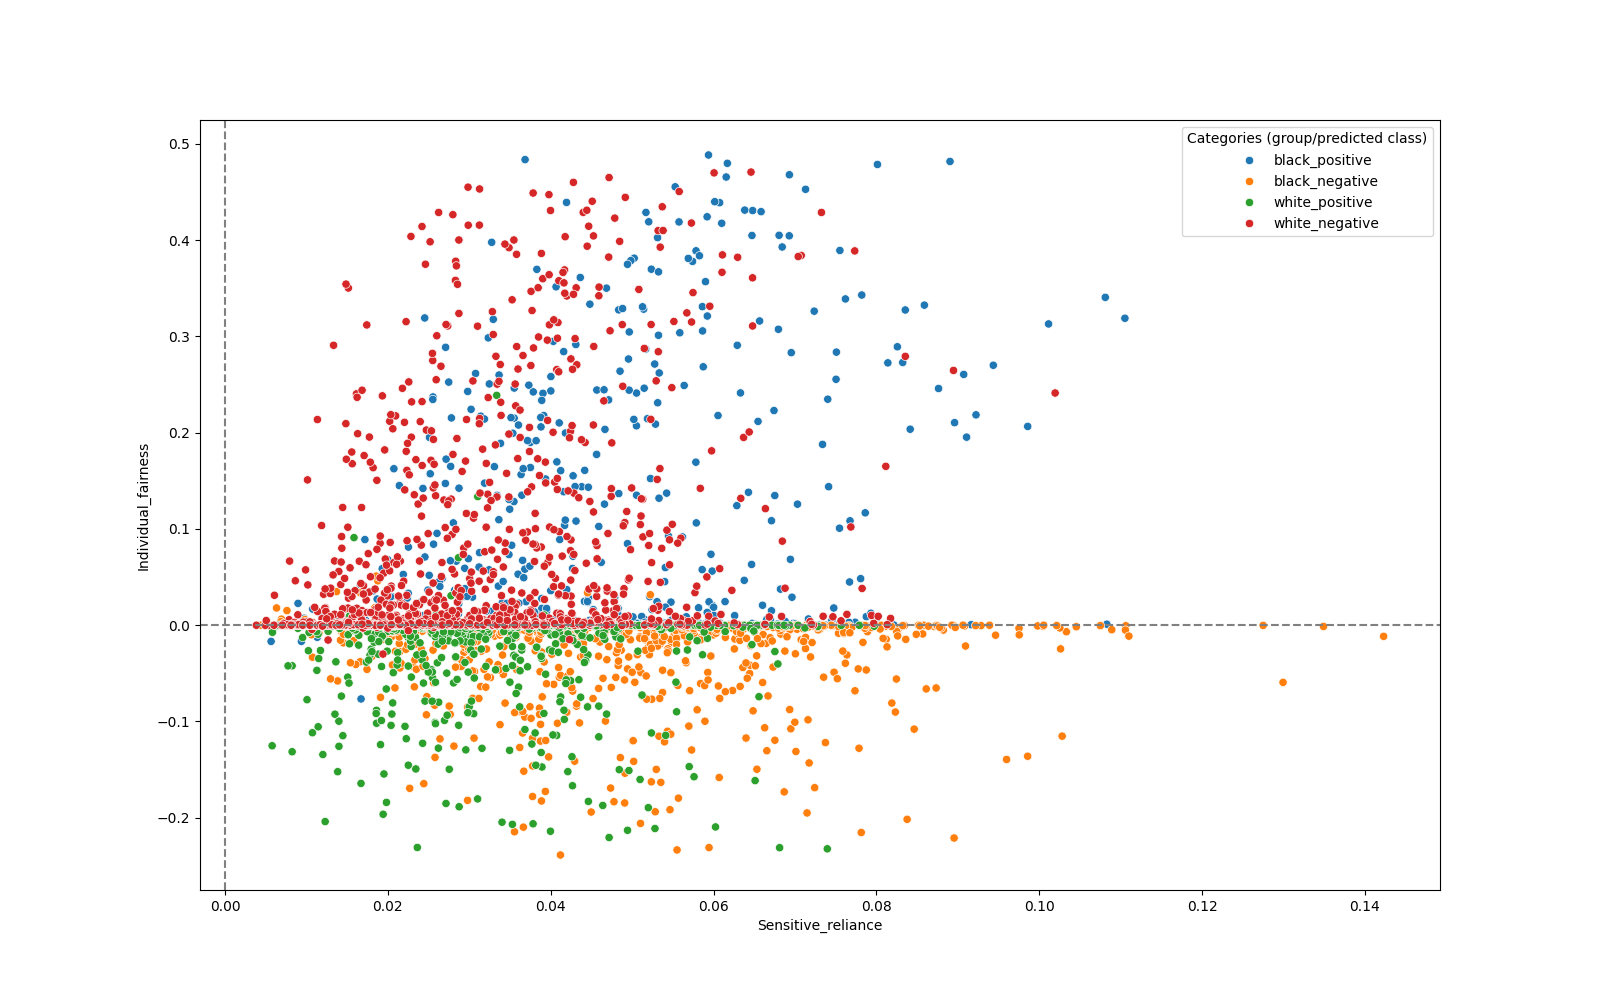 Categories (group/predicted class)
black_positive
black_negative
white_positive
white_negative
Individual_fairness
0.5
0.4
0.3
0.2
0.1
0.0
−0.1
−0.2
0.00 0.02 0.04 0.06 0.08 0.10 0.12 0.14
Sensitive_reliance